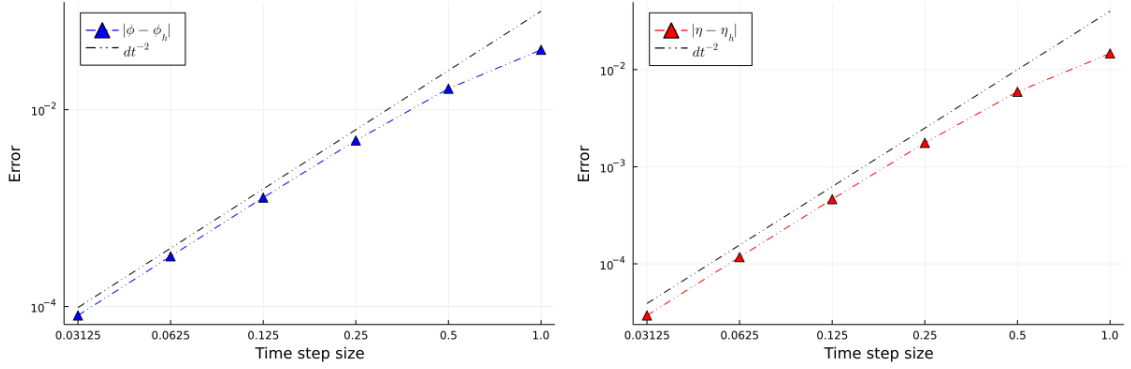 |ϕ − ϕₕ|
dt⁻²
10⁻²
10⁻⁴
Error
0.03125 0.0625 0.125 0.25 0.5 1.0
Time step size
|η − ηₕ|
dt⁻²
10⁻²
10⁻³
10⁻⁴
Error
0.03125 0.0625 0.125 0.25 0.5 1.0
Time step size